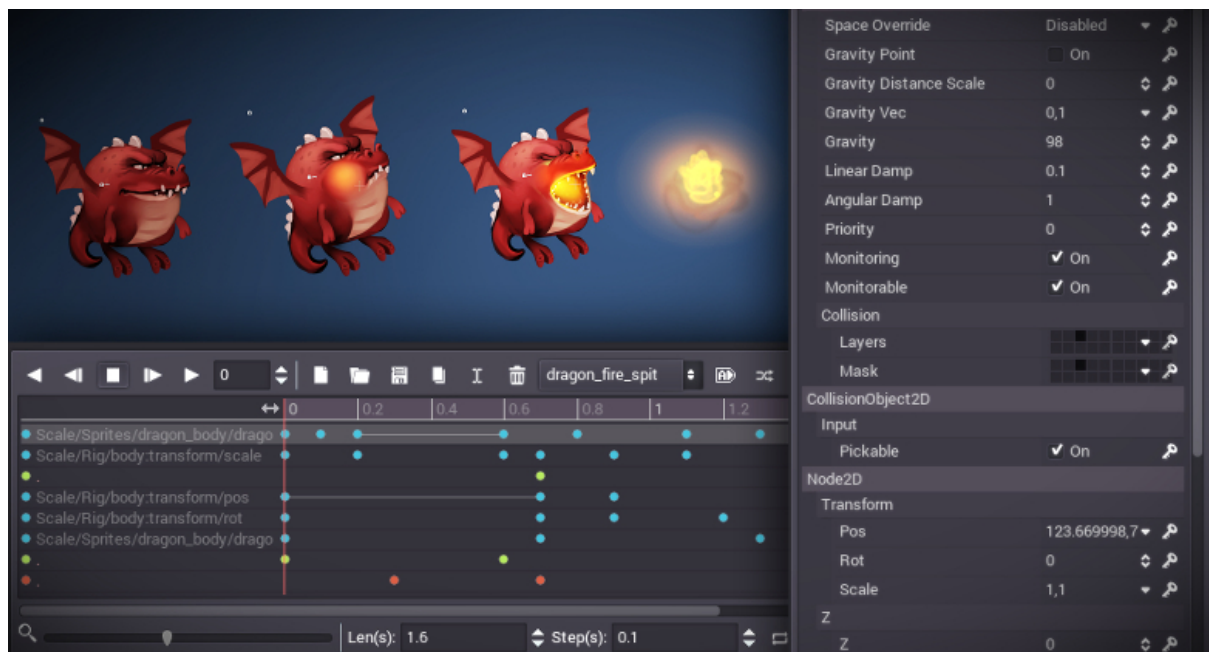 Space Override Disabled
Gravity Point On
Gravity Distance Scale 0
Gravity Vec 0,1
Gravity 98
Linear Damp 0.1
Angular Damp 1
Priority 0
Monitoring On
Monitorable On
Collision
Layers
Mask
CollisionObject2D
Input
Pickable On
Node2D
Transform
Pos 123.669998,7
Rot 0
Scale 1,1
Z
Z 0
0 dragon_fire_spit
0 0.2 0.4 0.6 0.8 1 1.2
Scale/Sprites/dragon_body/drago
Scale/Rig/body:transform/scale
.
Scale/Rig/body:transform/pos
Scale/Rig/body:transform/rot
Scale/Sprites/dragon_body/drago
.
.
Len(s): 1.6 Step(s): 0.1